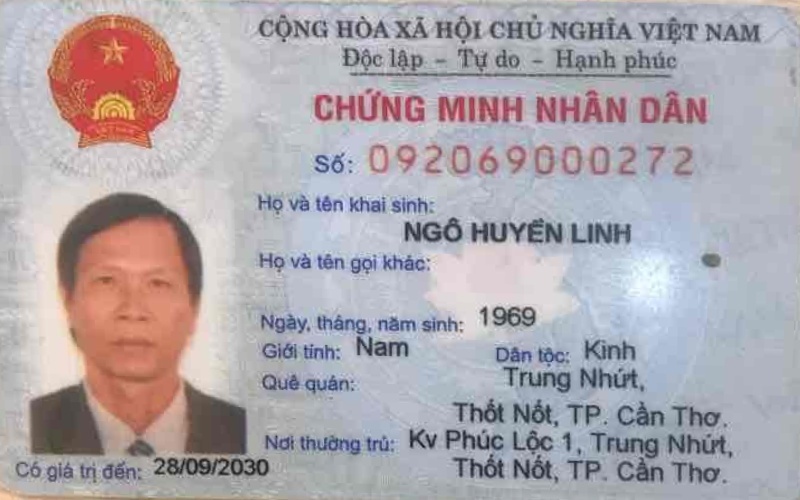 CỘNG HÒA XÃ HỘI CHỦ NGHĨA VIỆT NAM
Độc lập - Tự do - Hạnh phúc
CHỨNG MINH NHÂN DÂN
Số: 092069000272
Họ và tên khai sinh:
NGÔ HUYỀN LINH
Họ và tên gọi khác:
Ngày, tháng, năm sinh: 1969
Giới tính: Nam Dân tộc: Kinh
Quê quán: Trung Nhứt,
Thốt Nốt, TP. Cần Thơ.
Nơi thường trú: Kv Phúc Lộc 1, Trung Nhứt,
Thốt Nốt, TP. Cần Thơ.
Có giá trị đến: 28/09/2030